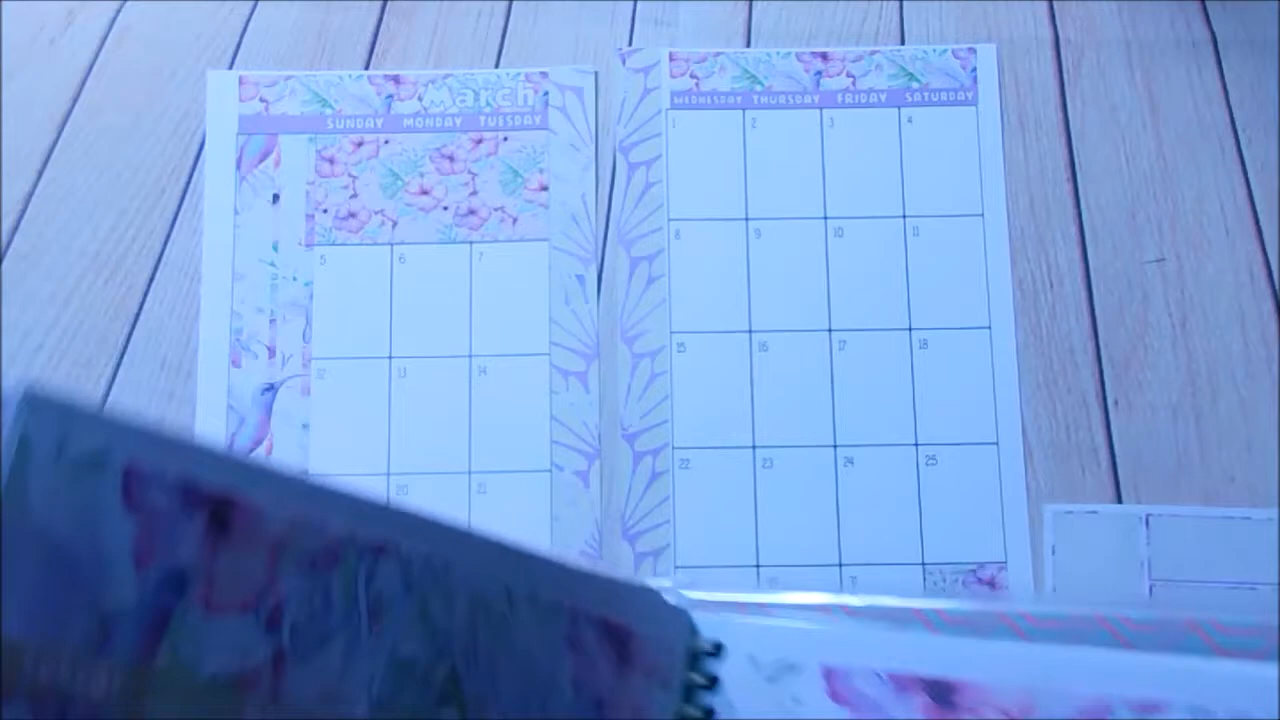 March
SUNDAY MONDAY TUESDAY
WEDNESDAY THURSDAY FRIDAY SATURDAY
1 2 3 4
5 6 7
8 9 10 11
12 13 14
15 16 17 18
20 21
22 23 24 25
31